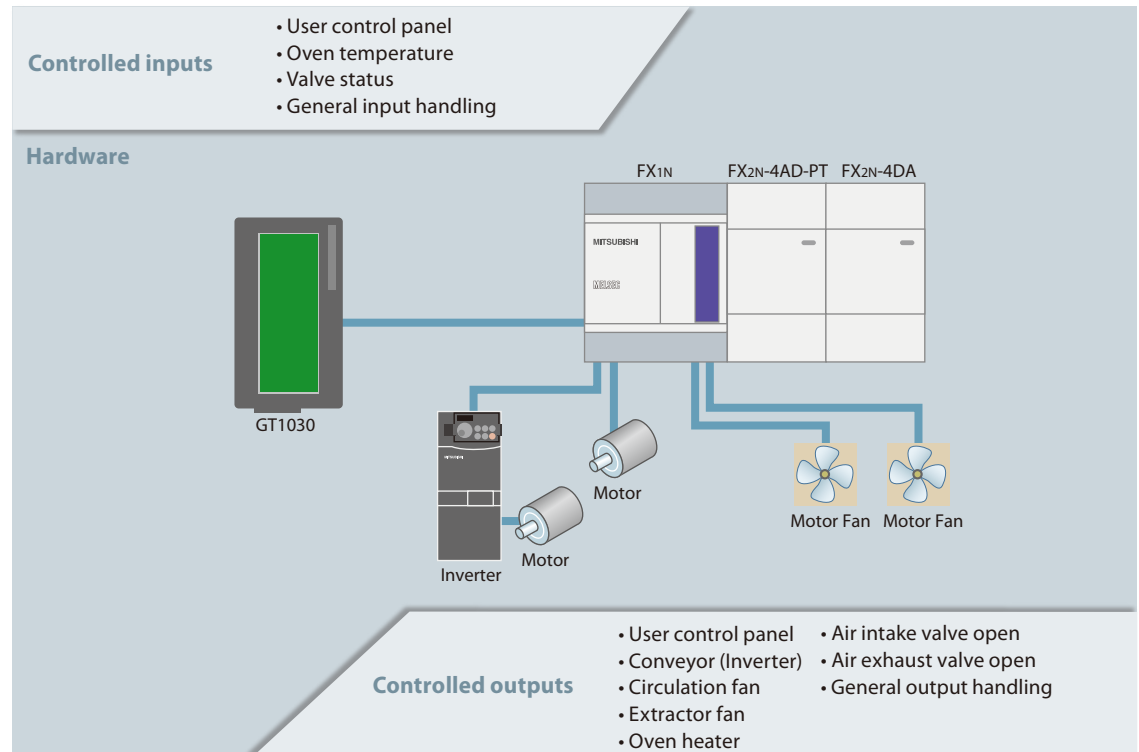 Controlled inputs
• User control panel
• Oven temperature
• Valve status
• General input handling
Hardware
FX1N
FX2N-4AD-PT
FX2N-4DA
MITSUBISHI
MELSEC
GT1030
MITSUBISHI
Motor
Motor
Inverter
Motor Fan
Motor Fan
Controlled outputs
• User control panel
• Conveyor (Inverter)
• Circulation fan
• Extractor fan
• Oven heater
• Air intake valve open
• Air exhaust valve open
• General output handling